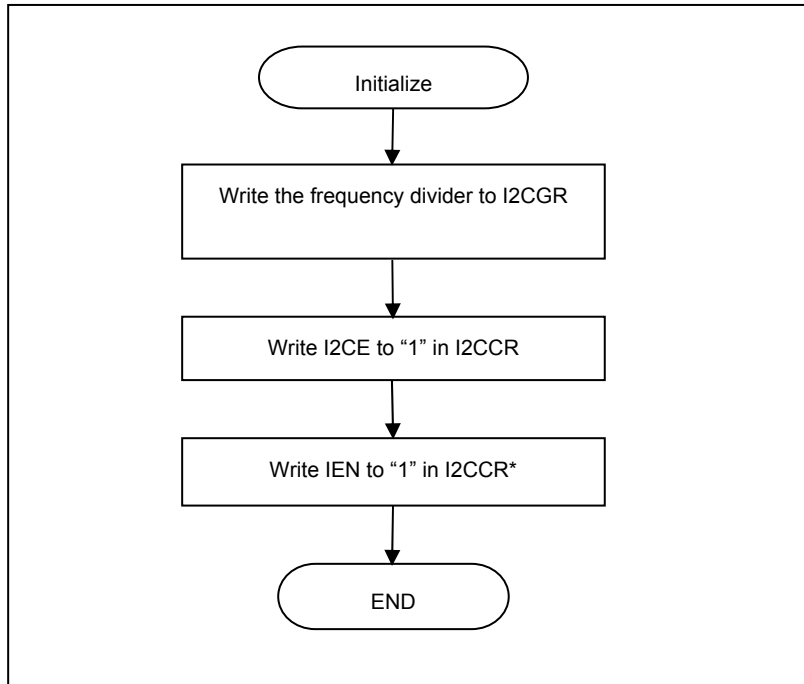 Initialize
Write the frequency divider to I2CGR
Write I2CE to “1” in I2CCR
Write IEN to “1” in I2CCR*
END